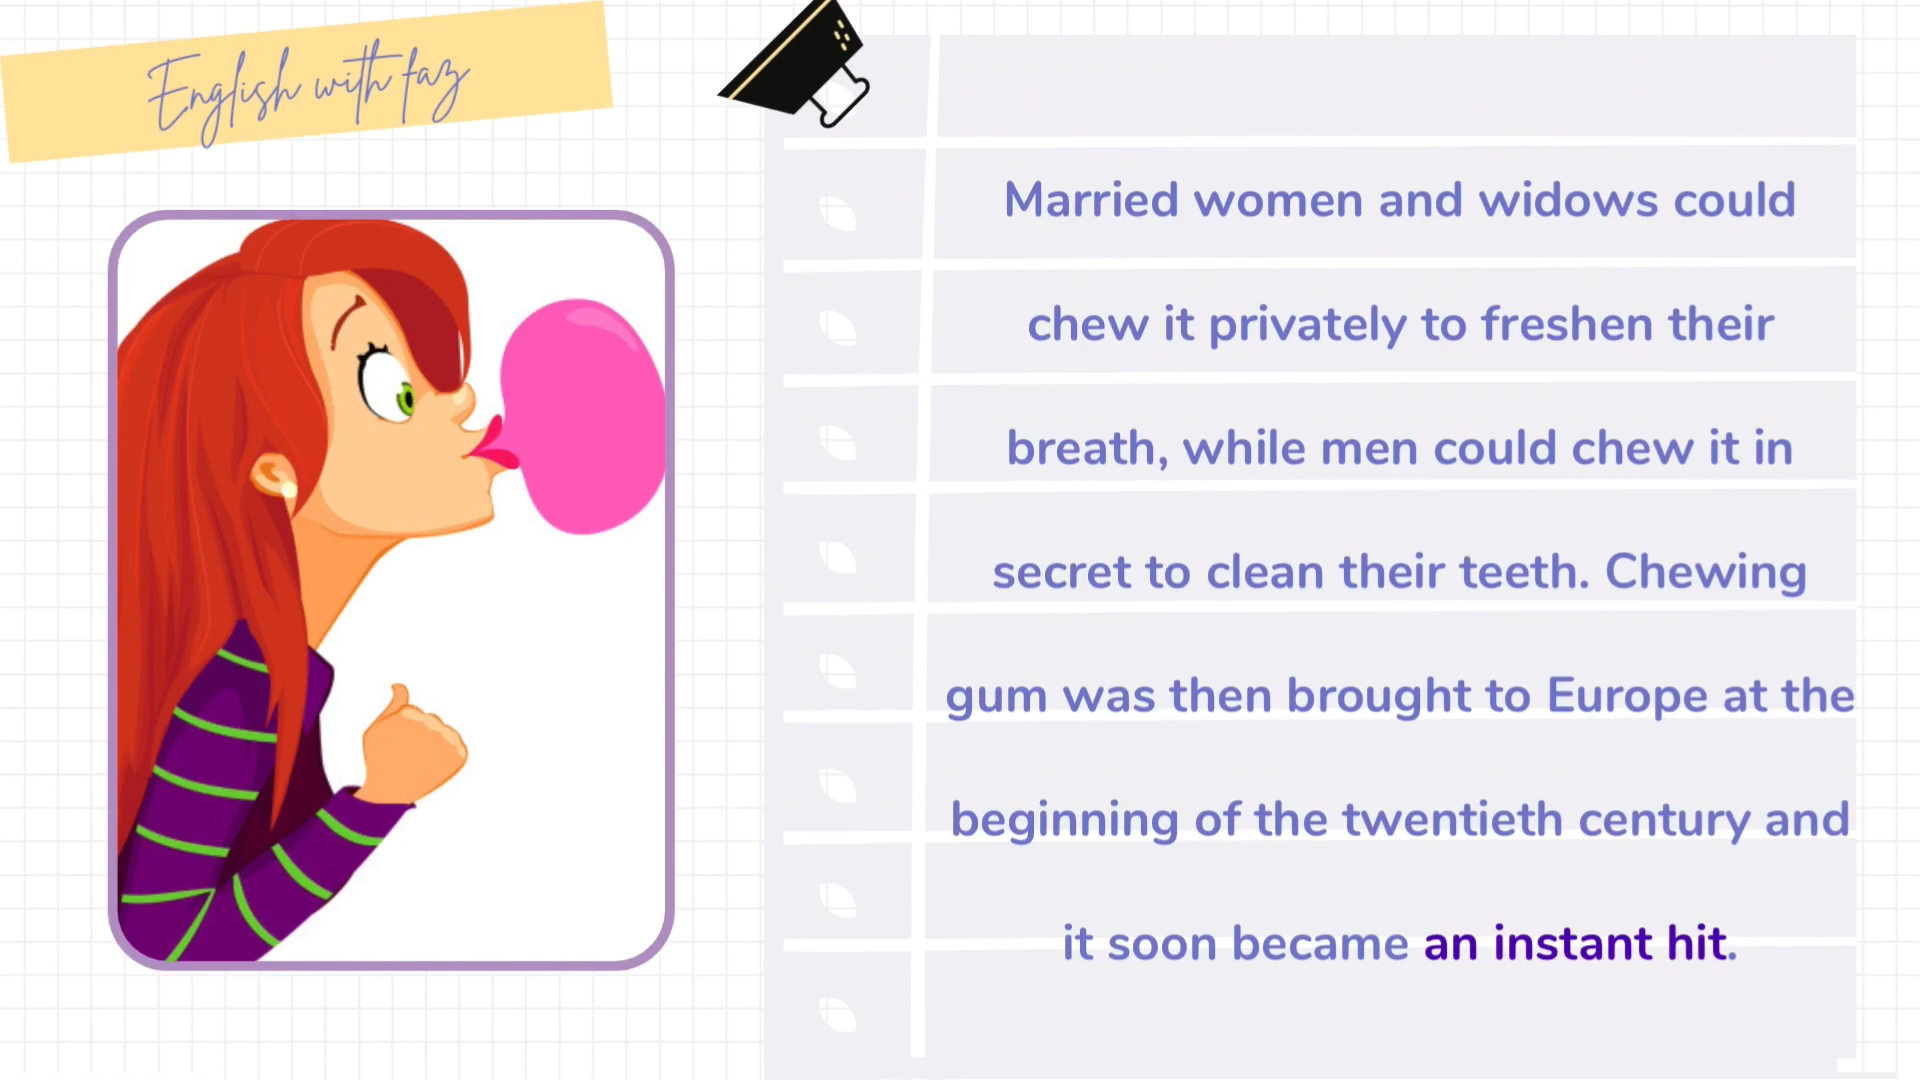 English with faz
Married women and widows could
chew it privately to freshen their
breath, while men could chew it in
secret to clean their teeth. Chewing
gum was then brought to Europe at the
beginning of the twentieth century and
it soon became an instant hit.